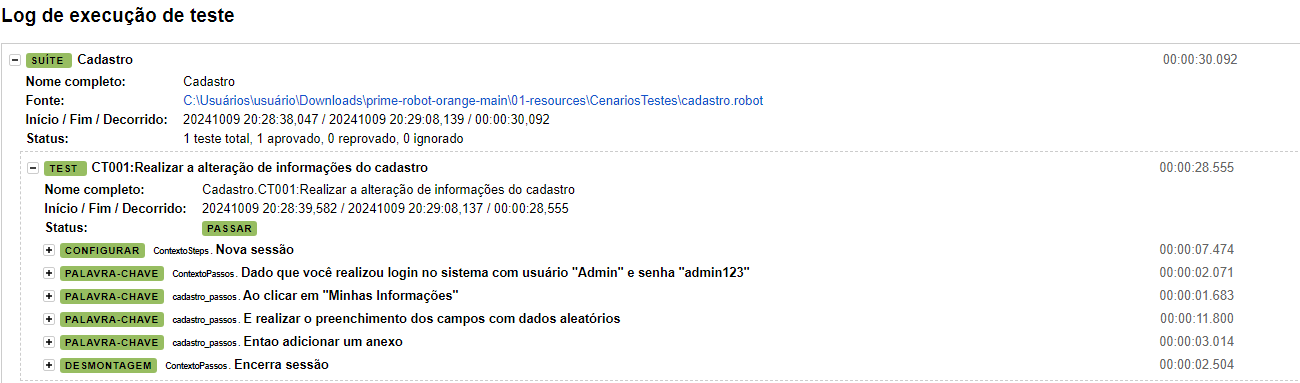 Log de execução de teste
SUÍTE Cadastro 00:00:30.092
Nome completo: Cadastro
Fonte: C:\Usuários\usuário\Downloads\prime-robot-orange-main\01-resources\CenariosTestes\cadastro.robot
Início / Fim / Decorrido: 20241009 20:28:38,047 / 20241009 20:29:08,139 / 00:00:30,092
Status: 1 teste total, 1 aprovado, 0 reprovado, 0 ignorado
TEST CT001:Realizar a alteração de informações do cadastro 00:00:28.555
Nome completo: Cadastro.CT001:Realizar a alteração de informações do cadastro
Início / Fim / Decorrido: 20241009 20:28:39,582 / 20241009 20:29:08,137 / 00:00:28,555
Status: PASSAR
CONFIGURAR ContextoSteps. Nova sessão 00:00:07.474
PALAVRA-CHAVE ContextoPassos. Dado que você realizou login no sistema com usuário "Admin" e senha "admin123" 00:00:02.071
PALAVRA-CHAVE cadastro_passos. Ao clicar em "Minhas Informações" 00:00:01.683
PALAVRA-CHAVE cadastro_passos. E realizar o preenchimento dos campos com dados aleatórios 00:00:11.800
PALAVRA-CHAVE cadastro_passos. Entao adicionar um anexo 00:00:03.014
DESMONTAGEM ContextoPassos. Encerra sessão 00:00:02.504